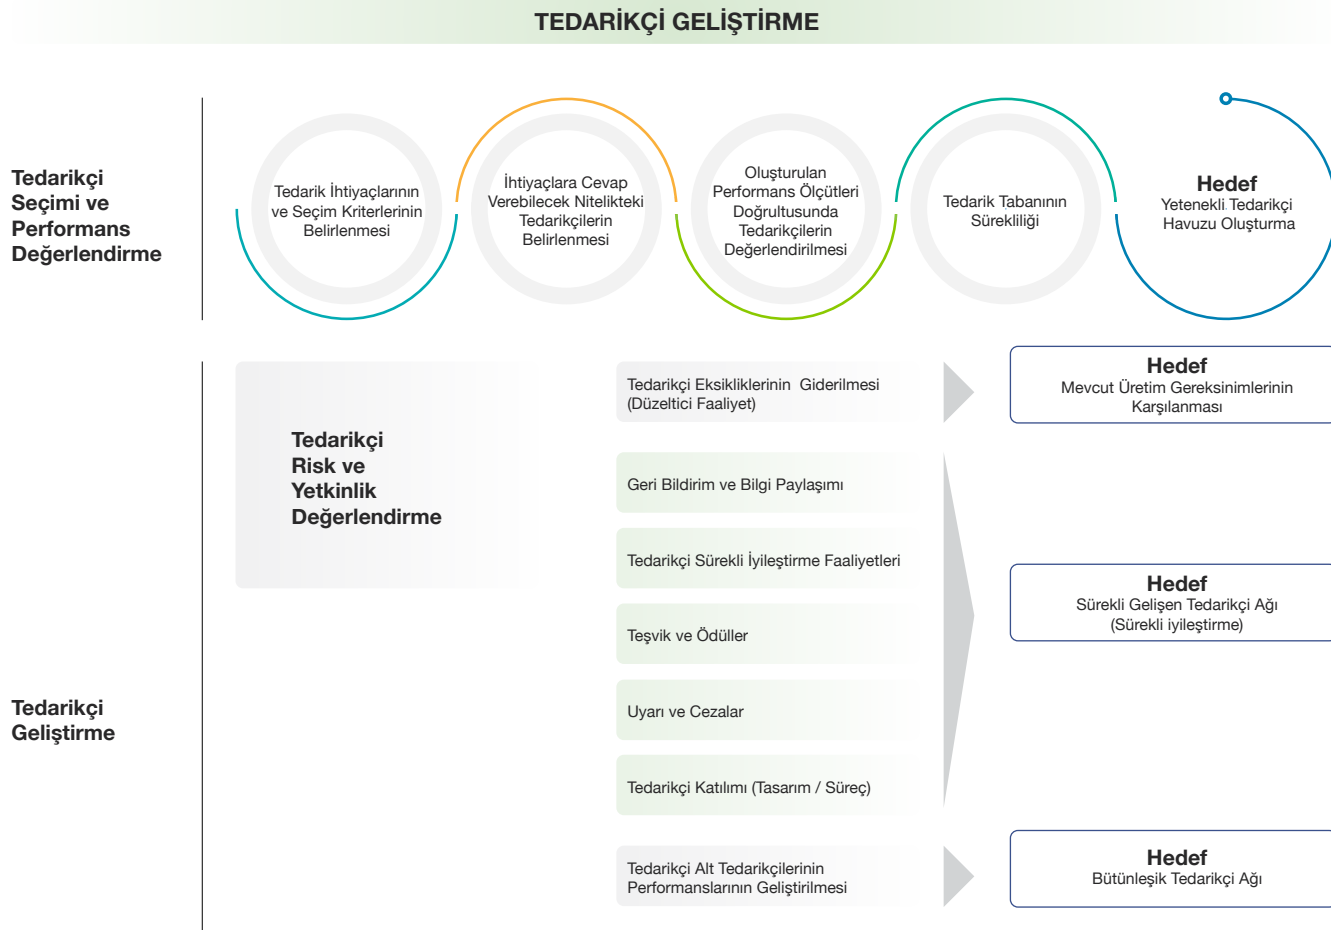 TEDARİKÇİ GELİŞTİRME
Tedarikçi
Seçimi ve
Performans
Değerlendirme
Tedarik İhtiyaçlarının
ve Seçim Kriterlerinin
Belirlenmesi
İhtiyaçlara Cevap
Verebilecek Nitelikteki
Tedarikçilerin
Belirlenmesi
Oluşturulan
Performans Ölçütleri
Doğrultusunda
Tedarikçilerin
Değerlendirilmesi
Tedarik Tabanının
Sürekliliği
Hedef
Yetenekli Tedarikçi
Havuzu Oluşturma
Tedarikçi
Geliştirme
Tedarikçi
Risk ve
Yetkinlik
Değerlendirme
Tedarikçi Eksikliklerinin Giderilmesi
(Düzeltici Faaliyet)
Hedef
Mevcut Üretim Gereksinimlerinin
Karşılanması
Geri Bildirim ve Bilgi Paylaşımı
Tedarikçi Sürekli İyileştirme Faaliyetleri
Teşvik ve Ödüller
Uyarı ve Cezalar
Tedarikçi Katılımı (Tasarım / Süreç)
Hedef
Sürekli Gelişen Tedarikçi Ağı
(Sürekli iyileştirme)
Tedarikçi Alt Tedarikçilerinin
Performanslarının Geliştirilmesi
Hedef
Bütünleşik Tedarikçi Ağı